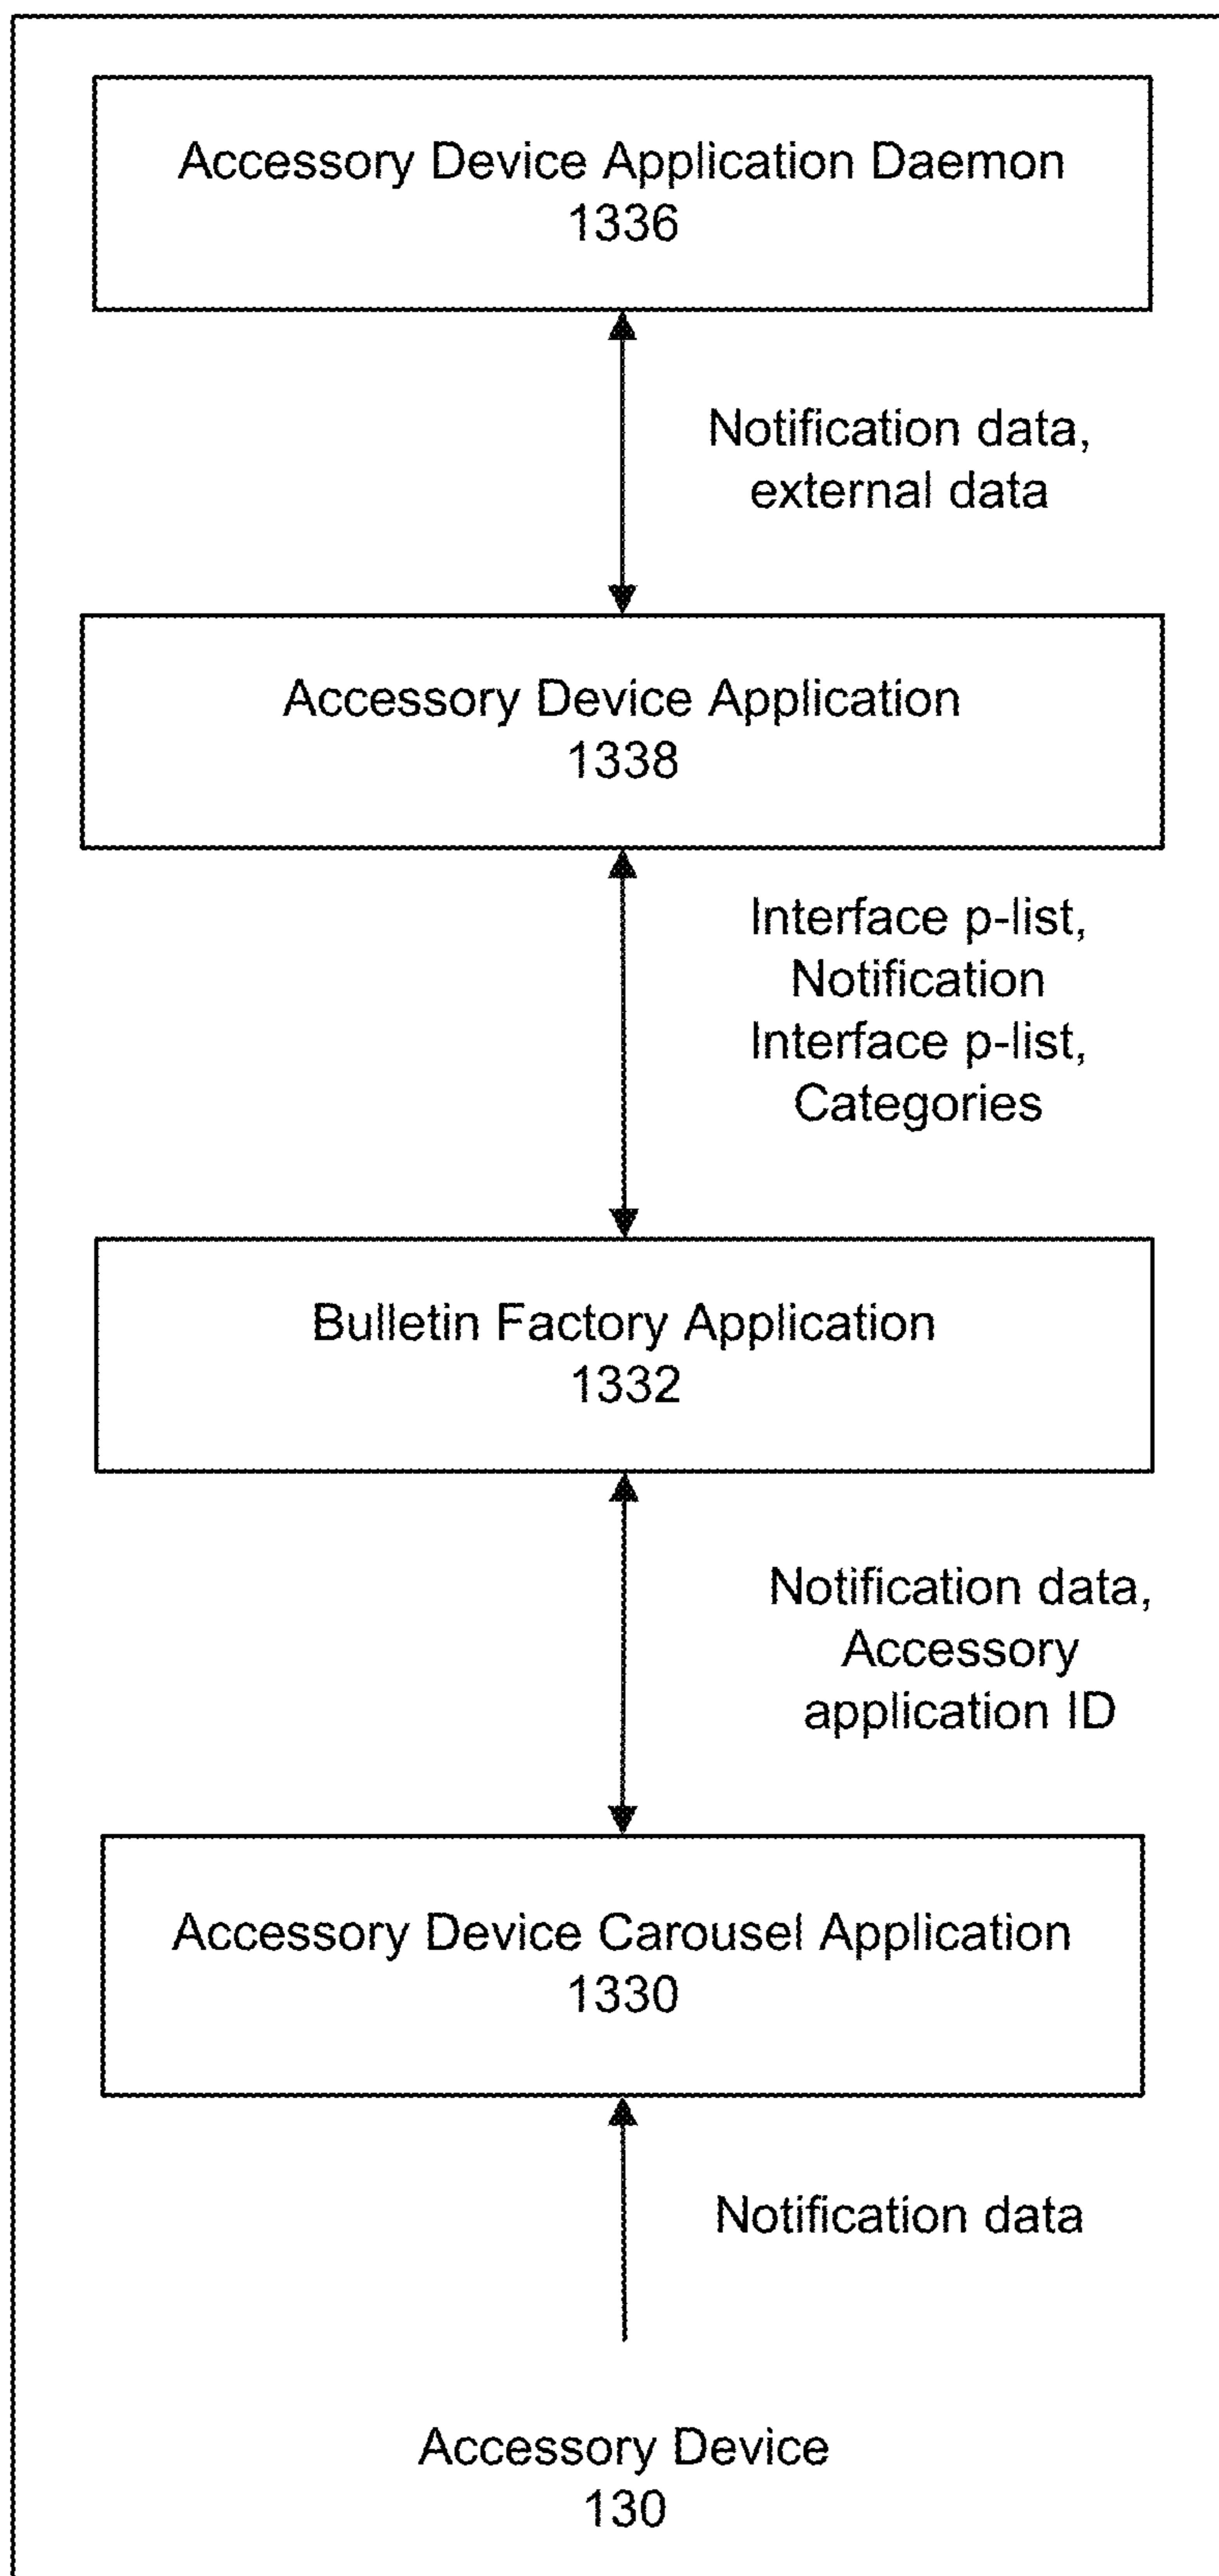 Accessory Device Application Daemon
1336
Notification data,
external data
Accessory Device Application
1338
Interface p-list,
Notification
Interface p-list,
Categories
Bulletin Factory Application
1332
Notification data,
Accessory
application ID
Accessory Device Carousel Application
1330
Notification data
Accessory Device
130